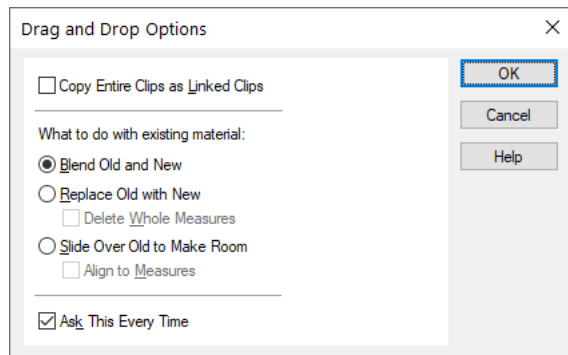 Drag and Drop Options
Copy Entire Clips as Linked Clips
OK
What to do with existing material:
Cancel
Blend Old and New
Help
Replace Old with New
Delete Whole Measures
Slide Over Old to Make Room
Align to Measures
Ask This Every Time